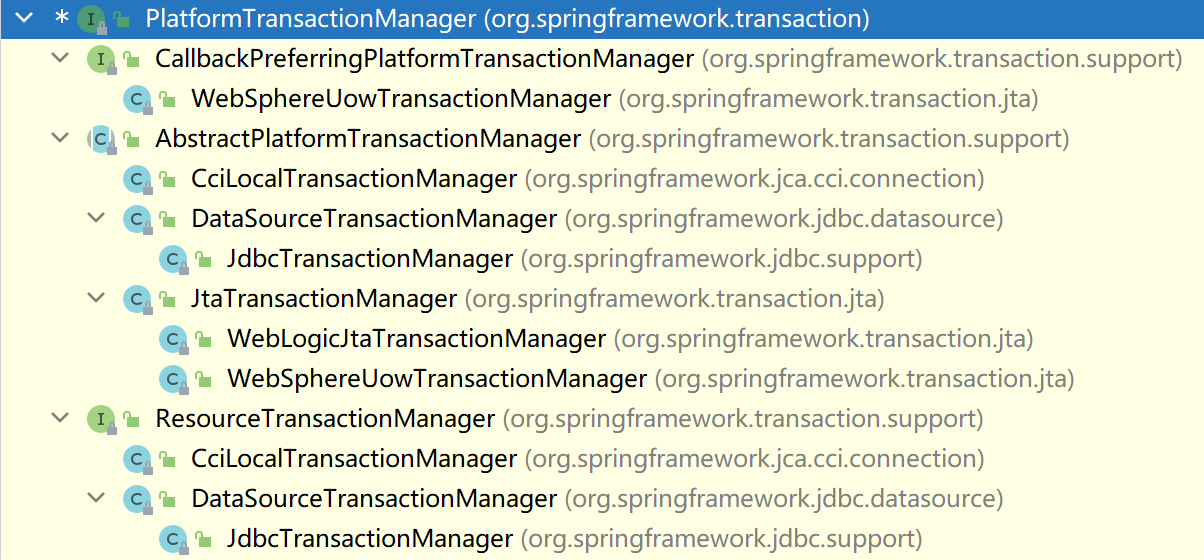 * I PlatformTransactionManager (org.springframework.transaction)
I CallbackPreferringPlatformTransactionManager (org.springframework.transaction.support)
C WebSphereUowTransactionManager (org.springframework.transaction.jta)
C AbstractPlatformTransactionManager (org.springframework.transaction.support)
C CciLocalTransactionManager (org.springframework.jca.cci.connection)
C DataSourceTransactionManager (org.springframework.jdbc.datasource)
C JdbcTransactionManager (org.springframework.jdbc.support)
C JtaTransactionManager (org.springframework.transaction.jta)
C WebLogicJtaTransactionManager (org.springframework.transaction.jta)
C WebSphereUowTransactionManager (org.springframework.transaction.jta)
I ResourceTransactionManager (org.springframework.transaction.support)
C CciLocalTransactionManager (org.springframework.jca.cci.connection)
C DataSourceTransactionManager (org.springframework.jdbc.datasource)
C JdbcTransactionManager (org.springframework.jdbc.support)